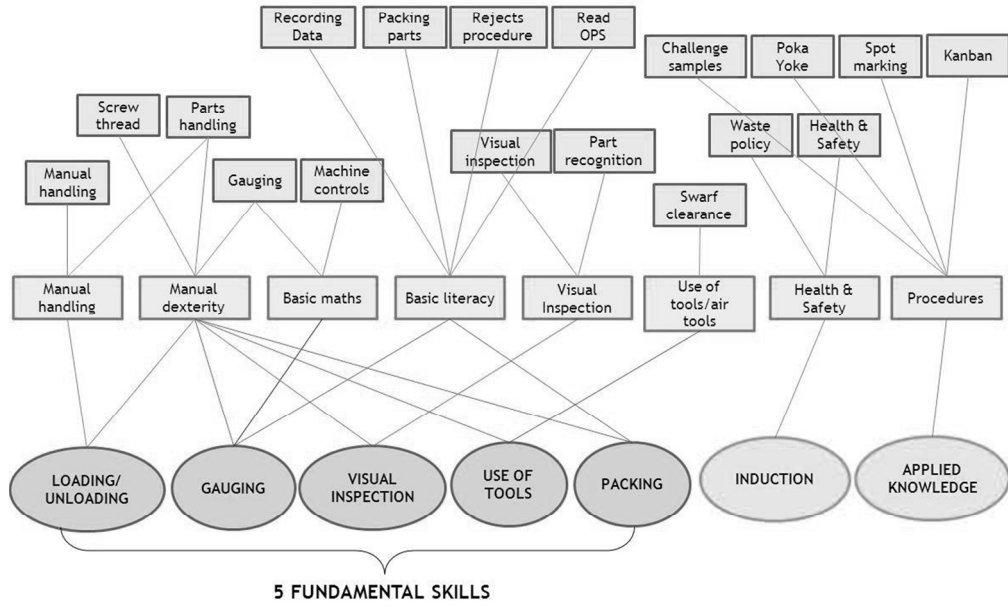 Recording
Data
Packing
parts
Rejects
procedure
Read
OPS
Challenge
samples
Poka
Yoke
Spot
marking
Kanban
Screw
thread
Parts
handling
Waste
policy
Health &
Safety
Visual
inspection
Part
recognition
Manual
handling
Gauging
Machine
controls
Swarf
clearance
Manual
handling
Manual
dexterity
Basic maths
Basic literacy
Visual
Inspection
Use of
tools/air
tools
Health &
Safety
Procedures
LOADING/
UNLOADING
GAUGING
VISUAL
INSPECTION
USE OF
TOOLS
PACKING
INDUCTION
APPLIED
KNOWLEDGE
5 FUNDAMENTAL SKILLS